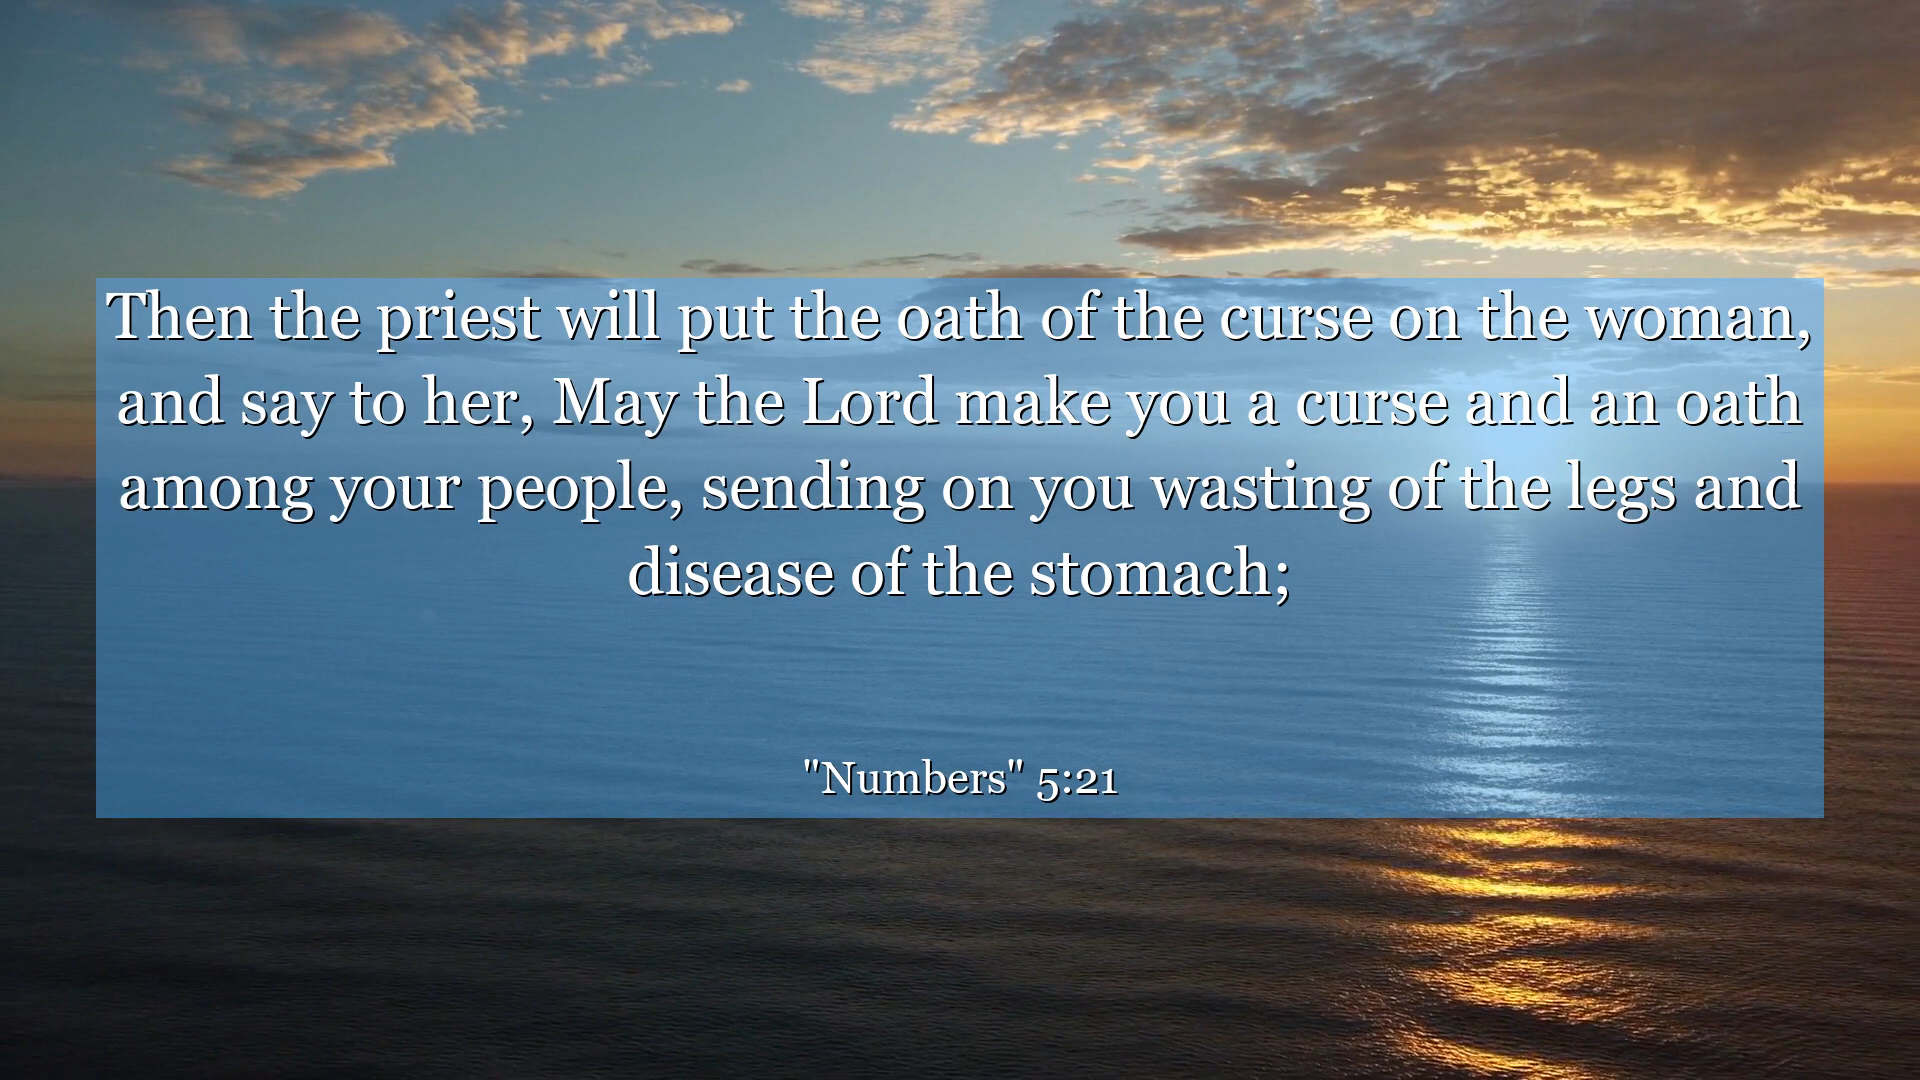 Then the priest will put the oath of the curse on the woman,
and say to her, May the Lord make you a curse and an oath
among your people, sending on you wasting of the legs and
disease of the stomach;
"Numbers" 5:21